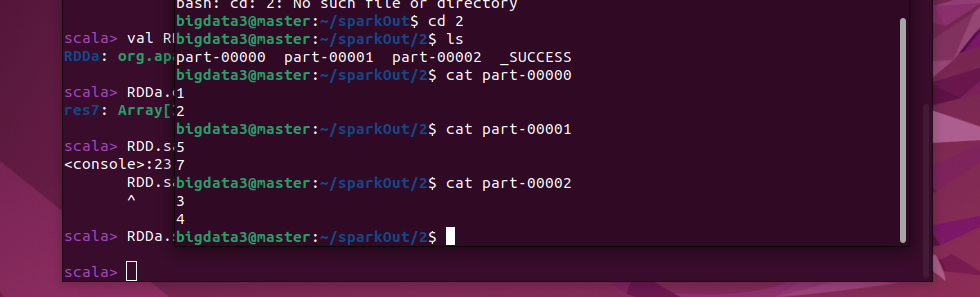 bash: cd: 2: No such file or directory
bigdata3@master:~/sparkOut$ cd 2
bigdata3@master:~/sparkOut/2$ ls
part-00000  part-00001  part-00002  _SUCCESS
bigdata3@master:~/sparkOut/2$ cat part-00000
1
2
bigdata3@master:~/sparkOut/2$ cat part-00001
5
7
bigdata3@master:~/sparkOut/2$ cat part-00002
3
4
bigdata3@master:~/sparkOut/2$
scala> val
RDDa: org.
scala> RDDa.
res7: Array[
scala> RDD.
<console>:23
RDD.
^
scala> RDDa.
scala>